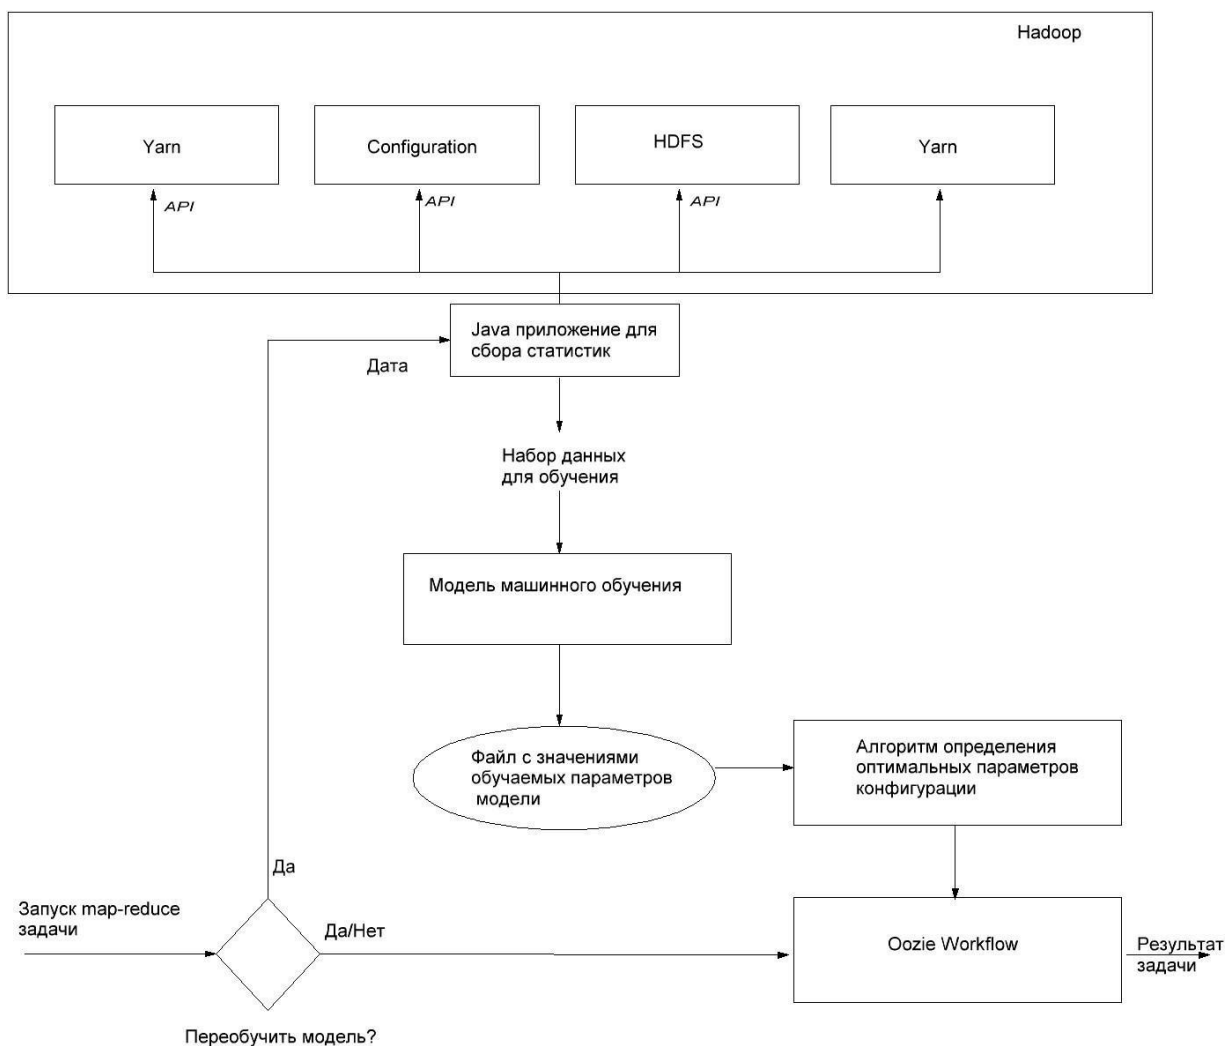 Hadoop
Yarn
Configuration
HDFS
Yarn
API
API
API
Java приложение для
сбора статистик
Дата
Набор данных
для обучения
Модель машинного обучения
Файл с значениями
обучаемых параметров
модели
Алгоритм определения
оптимальных параметров
конфигурации
Да
Запуск map-reduce
задачи
Да/Нет
Oozie Workflow
Результат
задачи
Переобучить модель?